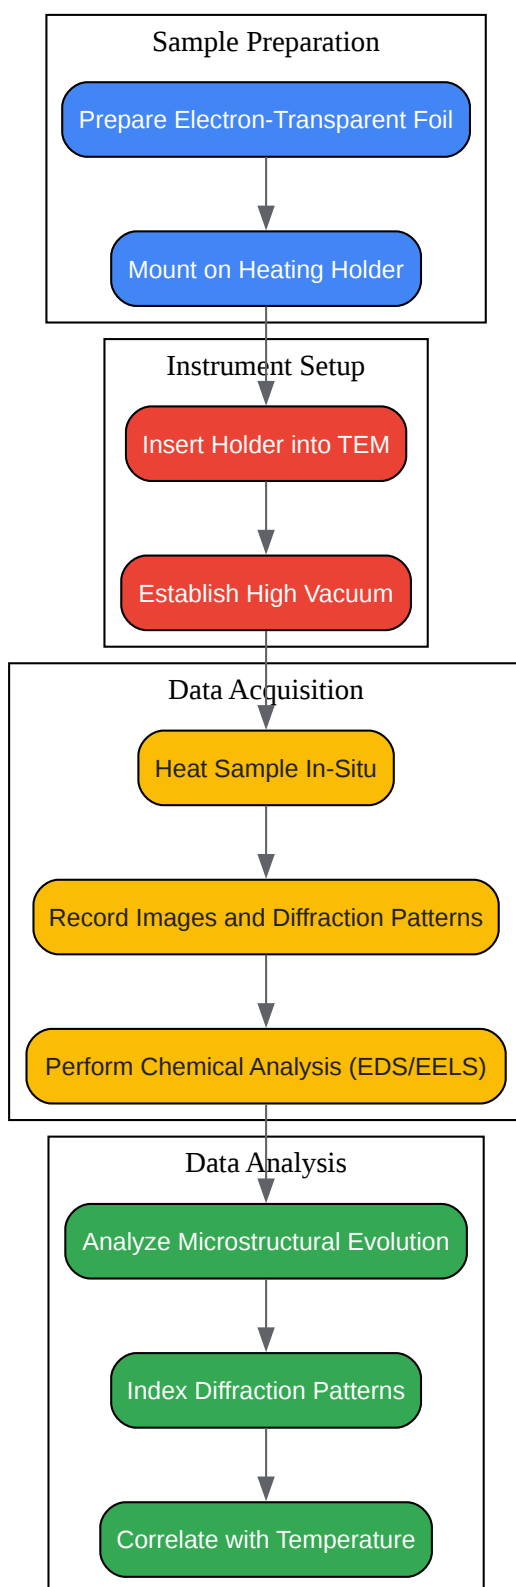 Sample Preparation
Prepare Electron-Transparent Foil
Mount on Heating Holder
Instrument Setup
Insert Holder into TEM
Establish High Vacuum
Data Acquisition
Heat Sample In-Situ
Record Images and Diffraction Patterns
Perform Chemical Analysis (EDS/EELS)
Data Analysis
Analyze Microstructural Evolution
Index Diffraction Patterns
Correlate with Temperature